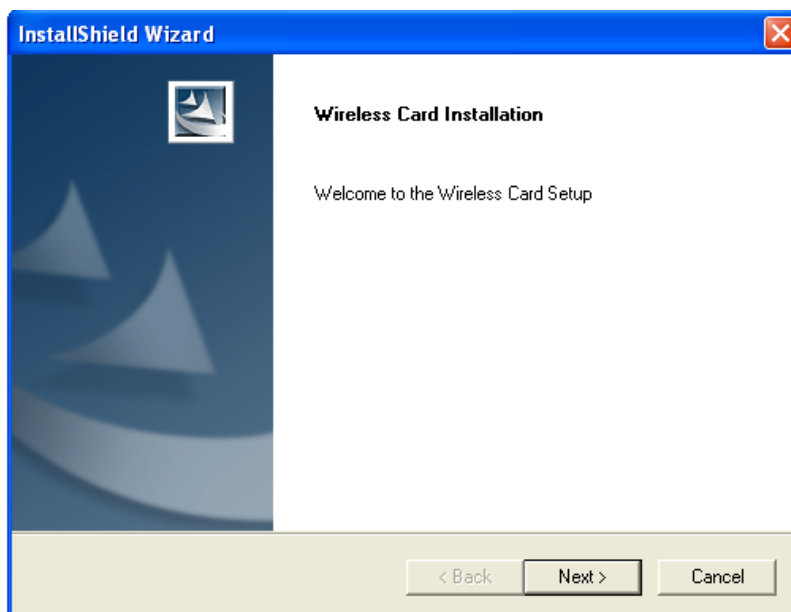 InstallShield Wizard
Wireless Card Installation
Welcome to the Wireless Card Setup
< Back Next > Cancel